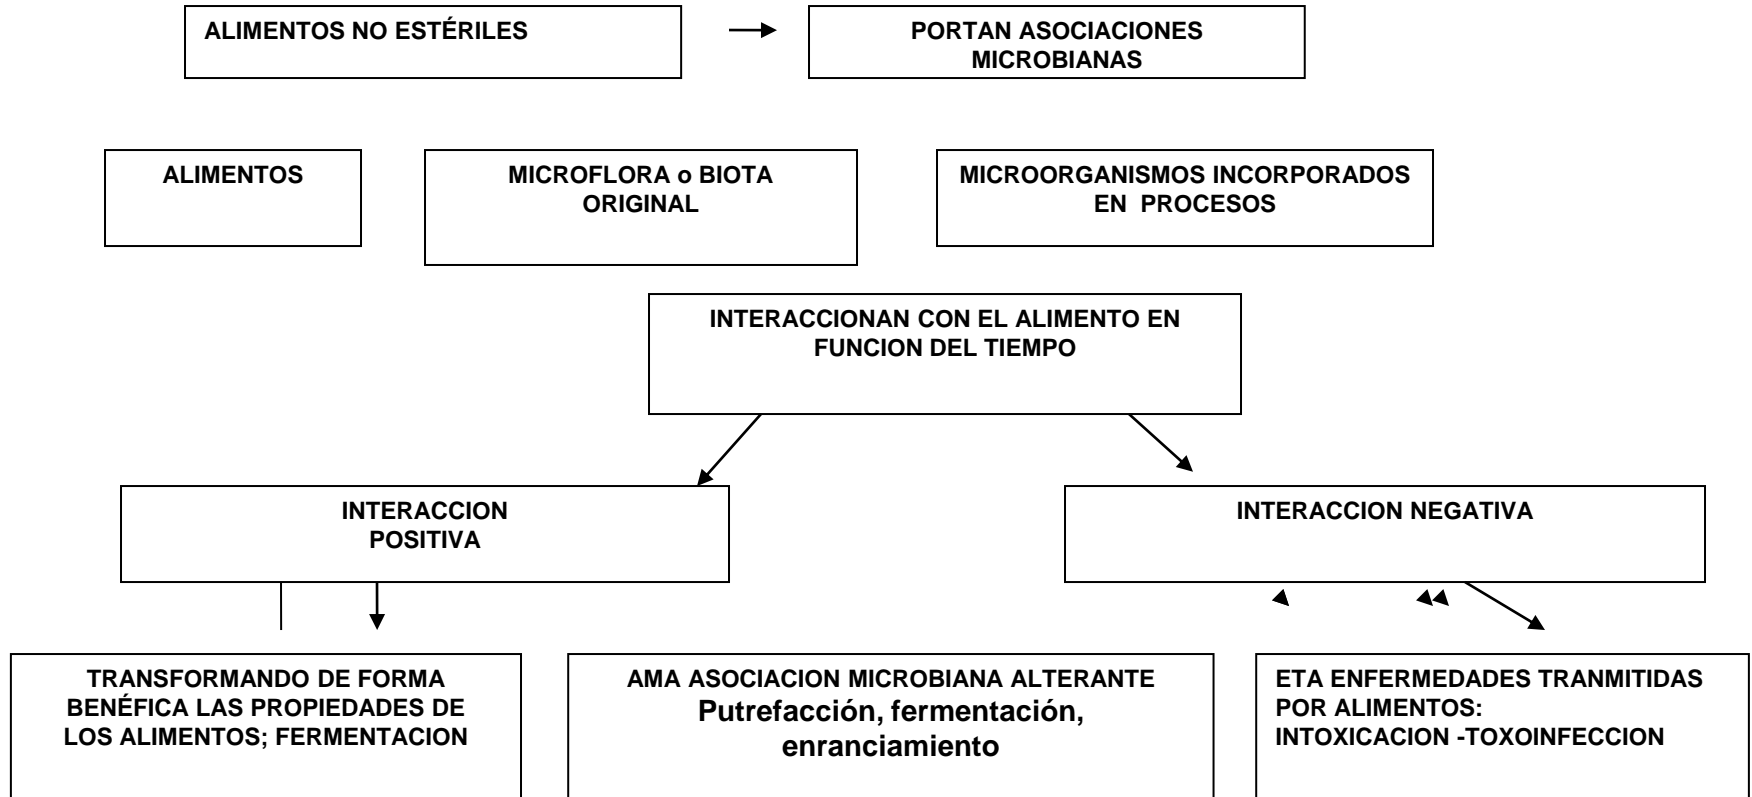 ALIMENTOS NO ESTÉRILES
PORTAN ASOCIACIONES
MICROBIANAS
ALIMENTOS
MICROFLORA o BIOTA
ORIGINAL
MICROORGANISMOS INCORPORADOS
EN PROCESOS
INTERACCIONAN CON EL ALIMENTO EN
FUNCION DEL TIEMPO
INTERACCION
POSITIVA
INTERACCION NEGATIVA
TRANSFORMANDO DE FORMA
BENÉFICA LAS PROPIEDADES DE
LOS ALIMENTOS; FERMENTACION
AMA ASOCIACION MICROBIANA ALTERANTE
Putrefacción, fermentación,
enranciamiento
ETA ENFERMEDADES TRANMITIDAS
POR ALIMENTOS:
INTOXICACION -TOXOINFECCION